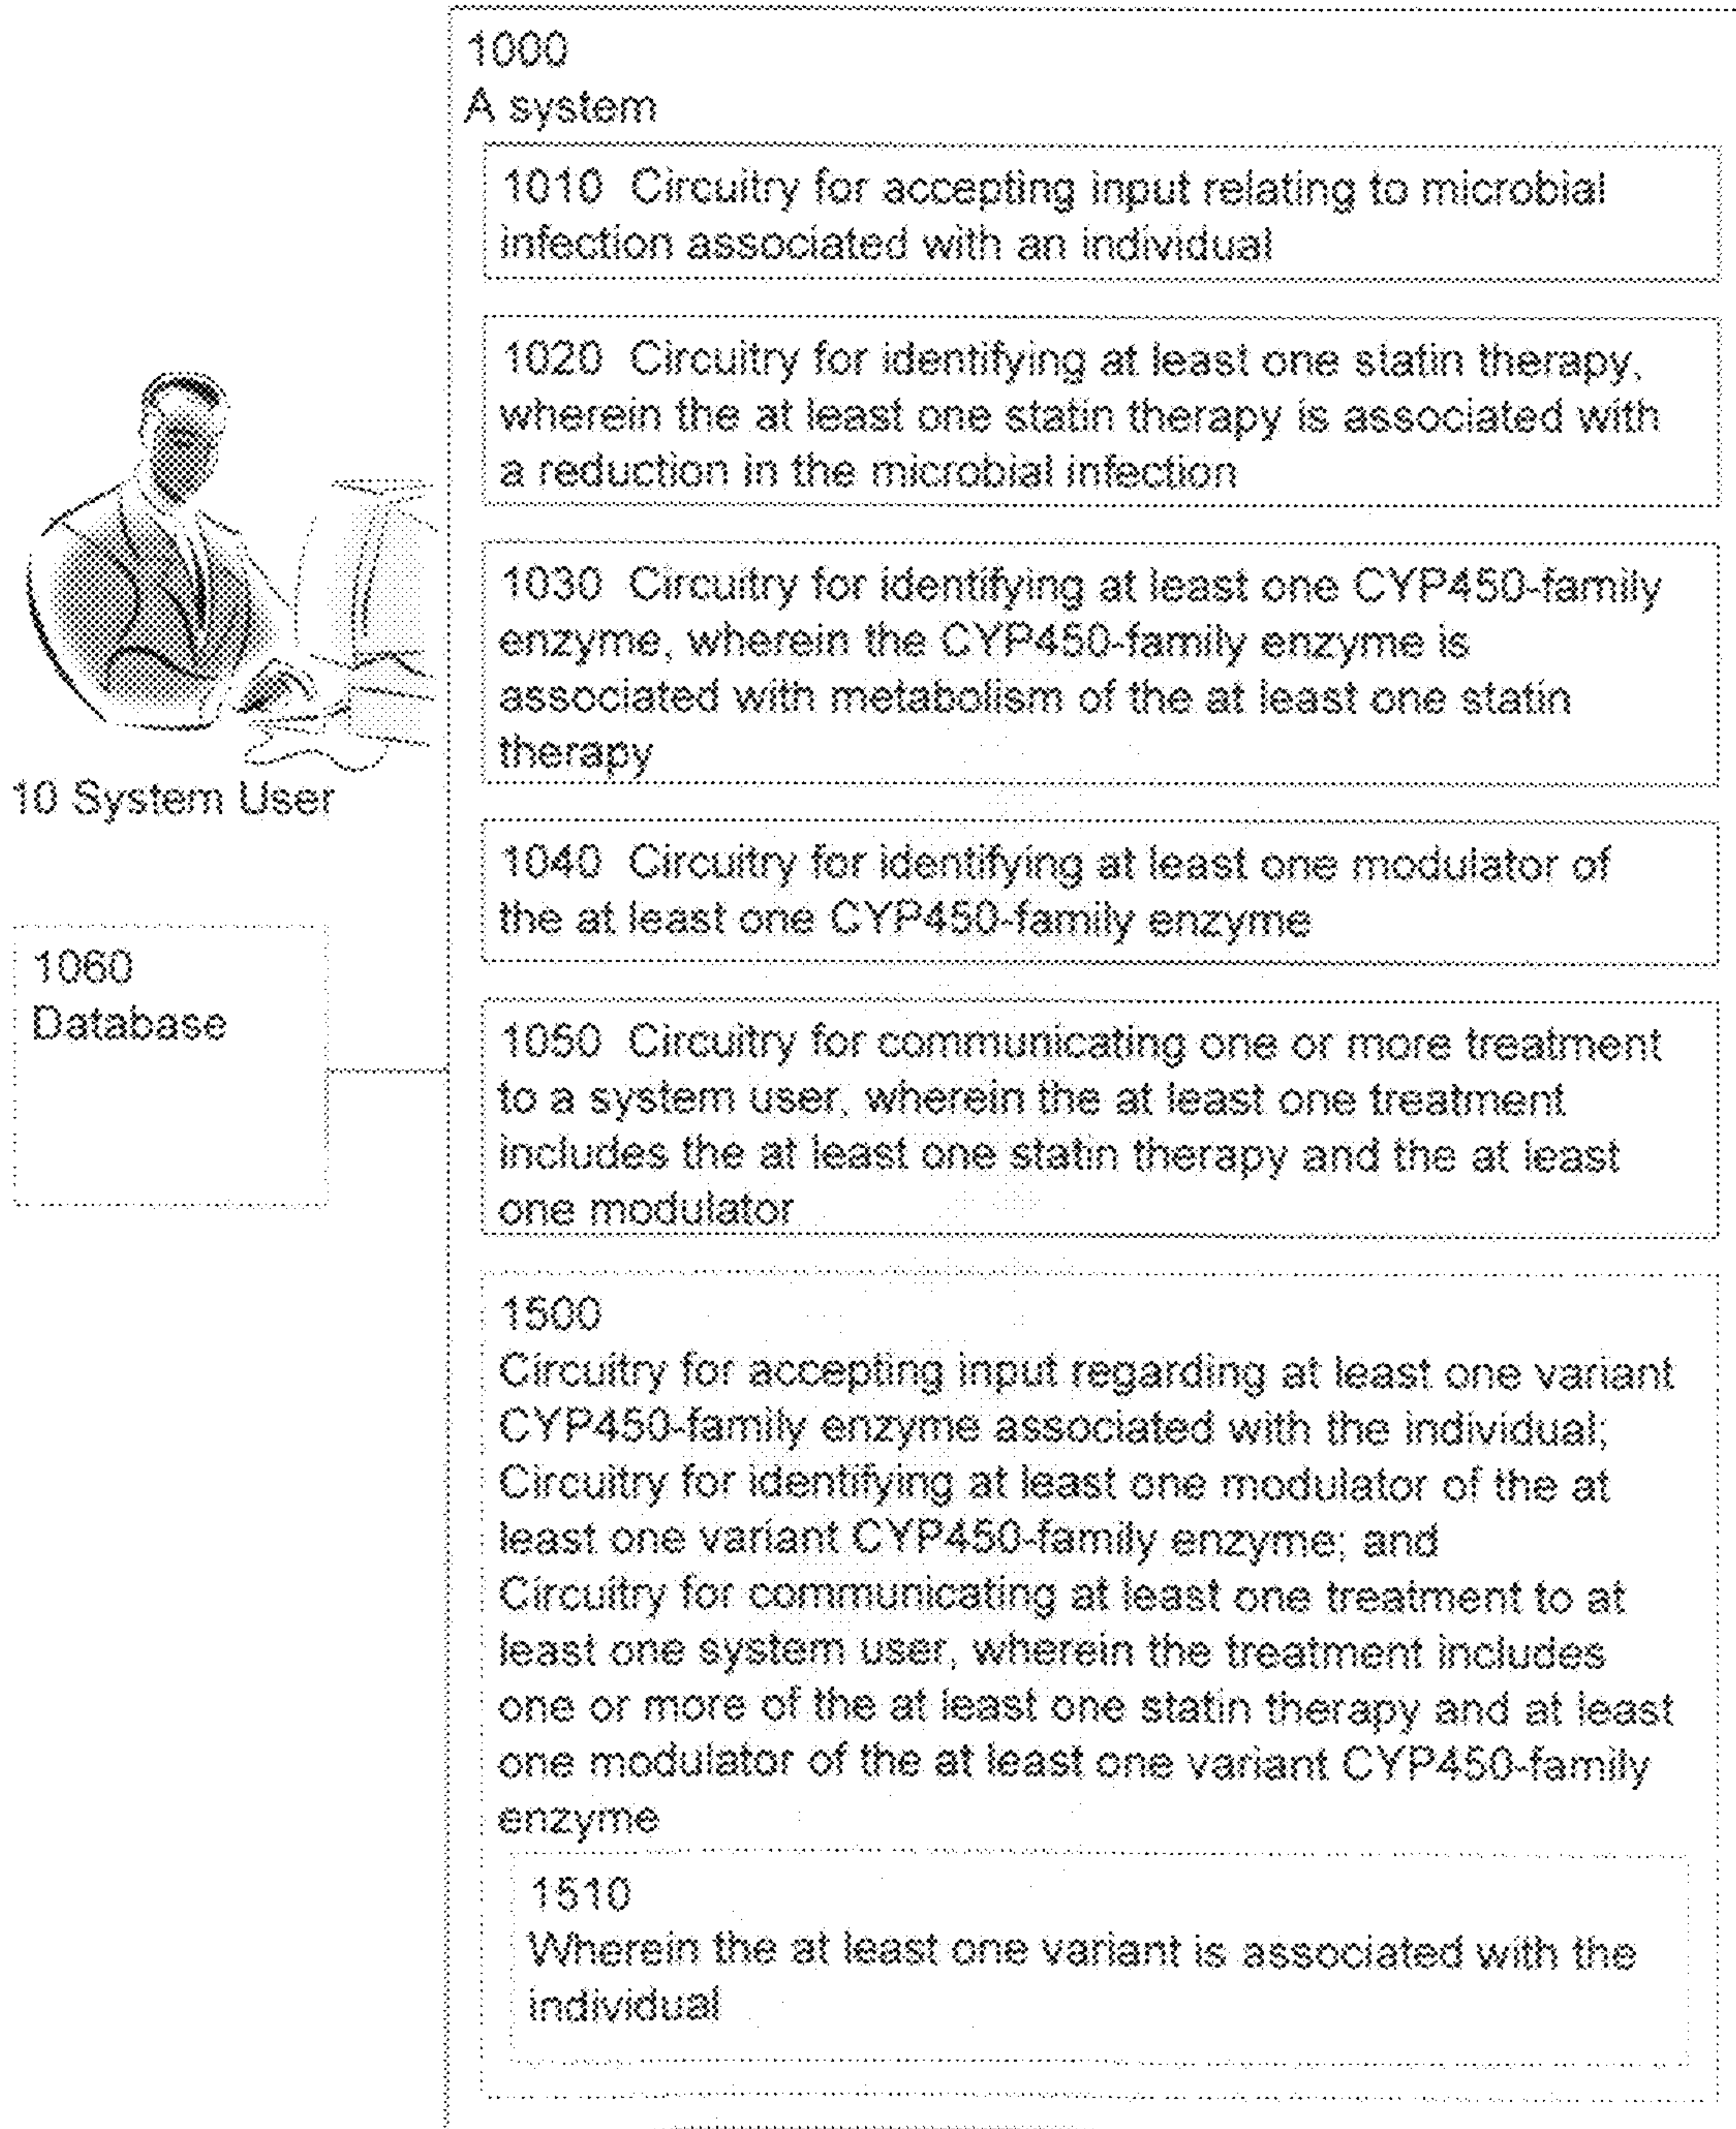 1000
A system
1010 Circuitry for accepting input relating to microbial
infection associated with an individual
1020 Circuitry for identifying at least one statin therapy,
wherein the at least one statin therapy is associated with
a reduction in the microbial infection
1030 Circuitry for identifying at least one CYP450-family
enzyme, wherein the CYP450-family enzyme is
associated with metabolism of the at least one statin
therapy
10 System User
1040 Circuitry for identifying at least one modulator of
the at least one CYP450-family enzyme
1060
Database
1050 Circuitry for communicating one or more treatment
to a system user, wherein the at least one treatment
includes the at least one statin therapy and the at least
one modulator
1500
Circuitry for accepting input regarding at least one variant
CYP450-family enzyme associated with the individual;
Circuitry for identifying at least one modulator of the at
least one variant CYP450-family enzyme; and
Circuitry for communicating at least one treatment to at
least one system user, wherein the treatment includes
one or more of the at least one statin therapy and at least
one modulator of the at least one variant CYP450-family
enzyme
1510
Wherein the at least one variant is associated with the
individual